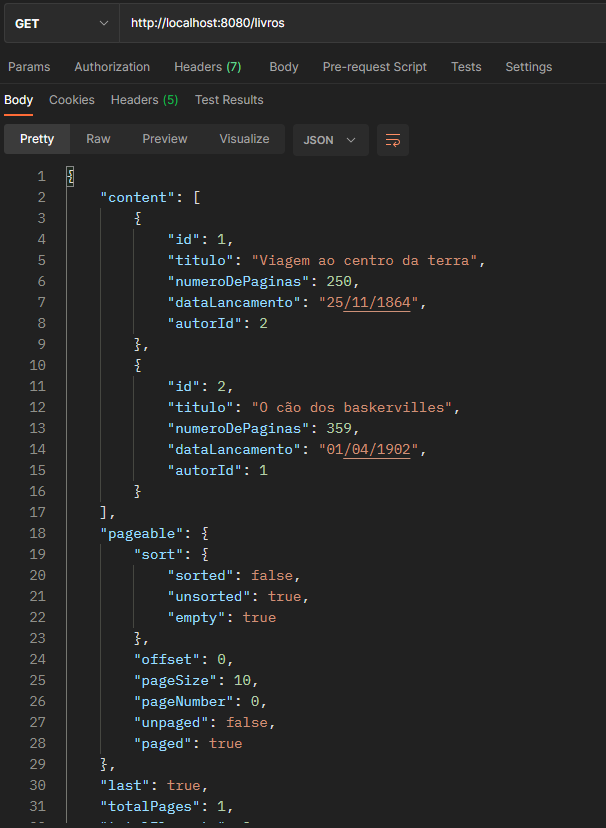 GET http://localhost:8080/livros
Params Authorization Headers (7) Body Pre-request Script Tests Settings
Body Cookies Headers (5) Test Results
Pretty Raw Preview Visualize JSON
1 {
2 "content": [
3 {
4 "id": 1,
5 "titulo": "Viagem ao centro da terra",
6 "numeroDePaginas": 250,
7 "dataLancamento": "25/11/1864",
8 "autorId": 2
9 },
10 {
11 "id": 2,
12 "titulo": "O cão dos baskervilles",
13 "numeroDePaginas": 359,
14 "dataLancamento": "01/04/1902",
15 "autorId": 1
16 }
17 ],
18 "pageable": {
19 "sort": {
20 "sorted": false,
21 "unsorted": true,
22 "empty": true
23 },
24 "offset": 0,
25 "pageSize": 10,
26 "pageNumber": 0,
27 "unpaged": false,
28 "paged": true
29 },
30 "last": true,
31 "totalPages": 1,